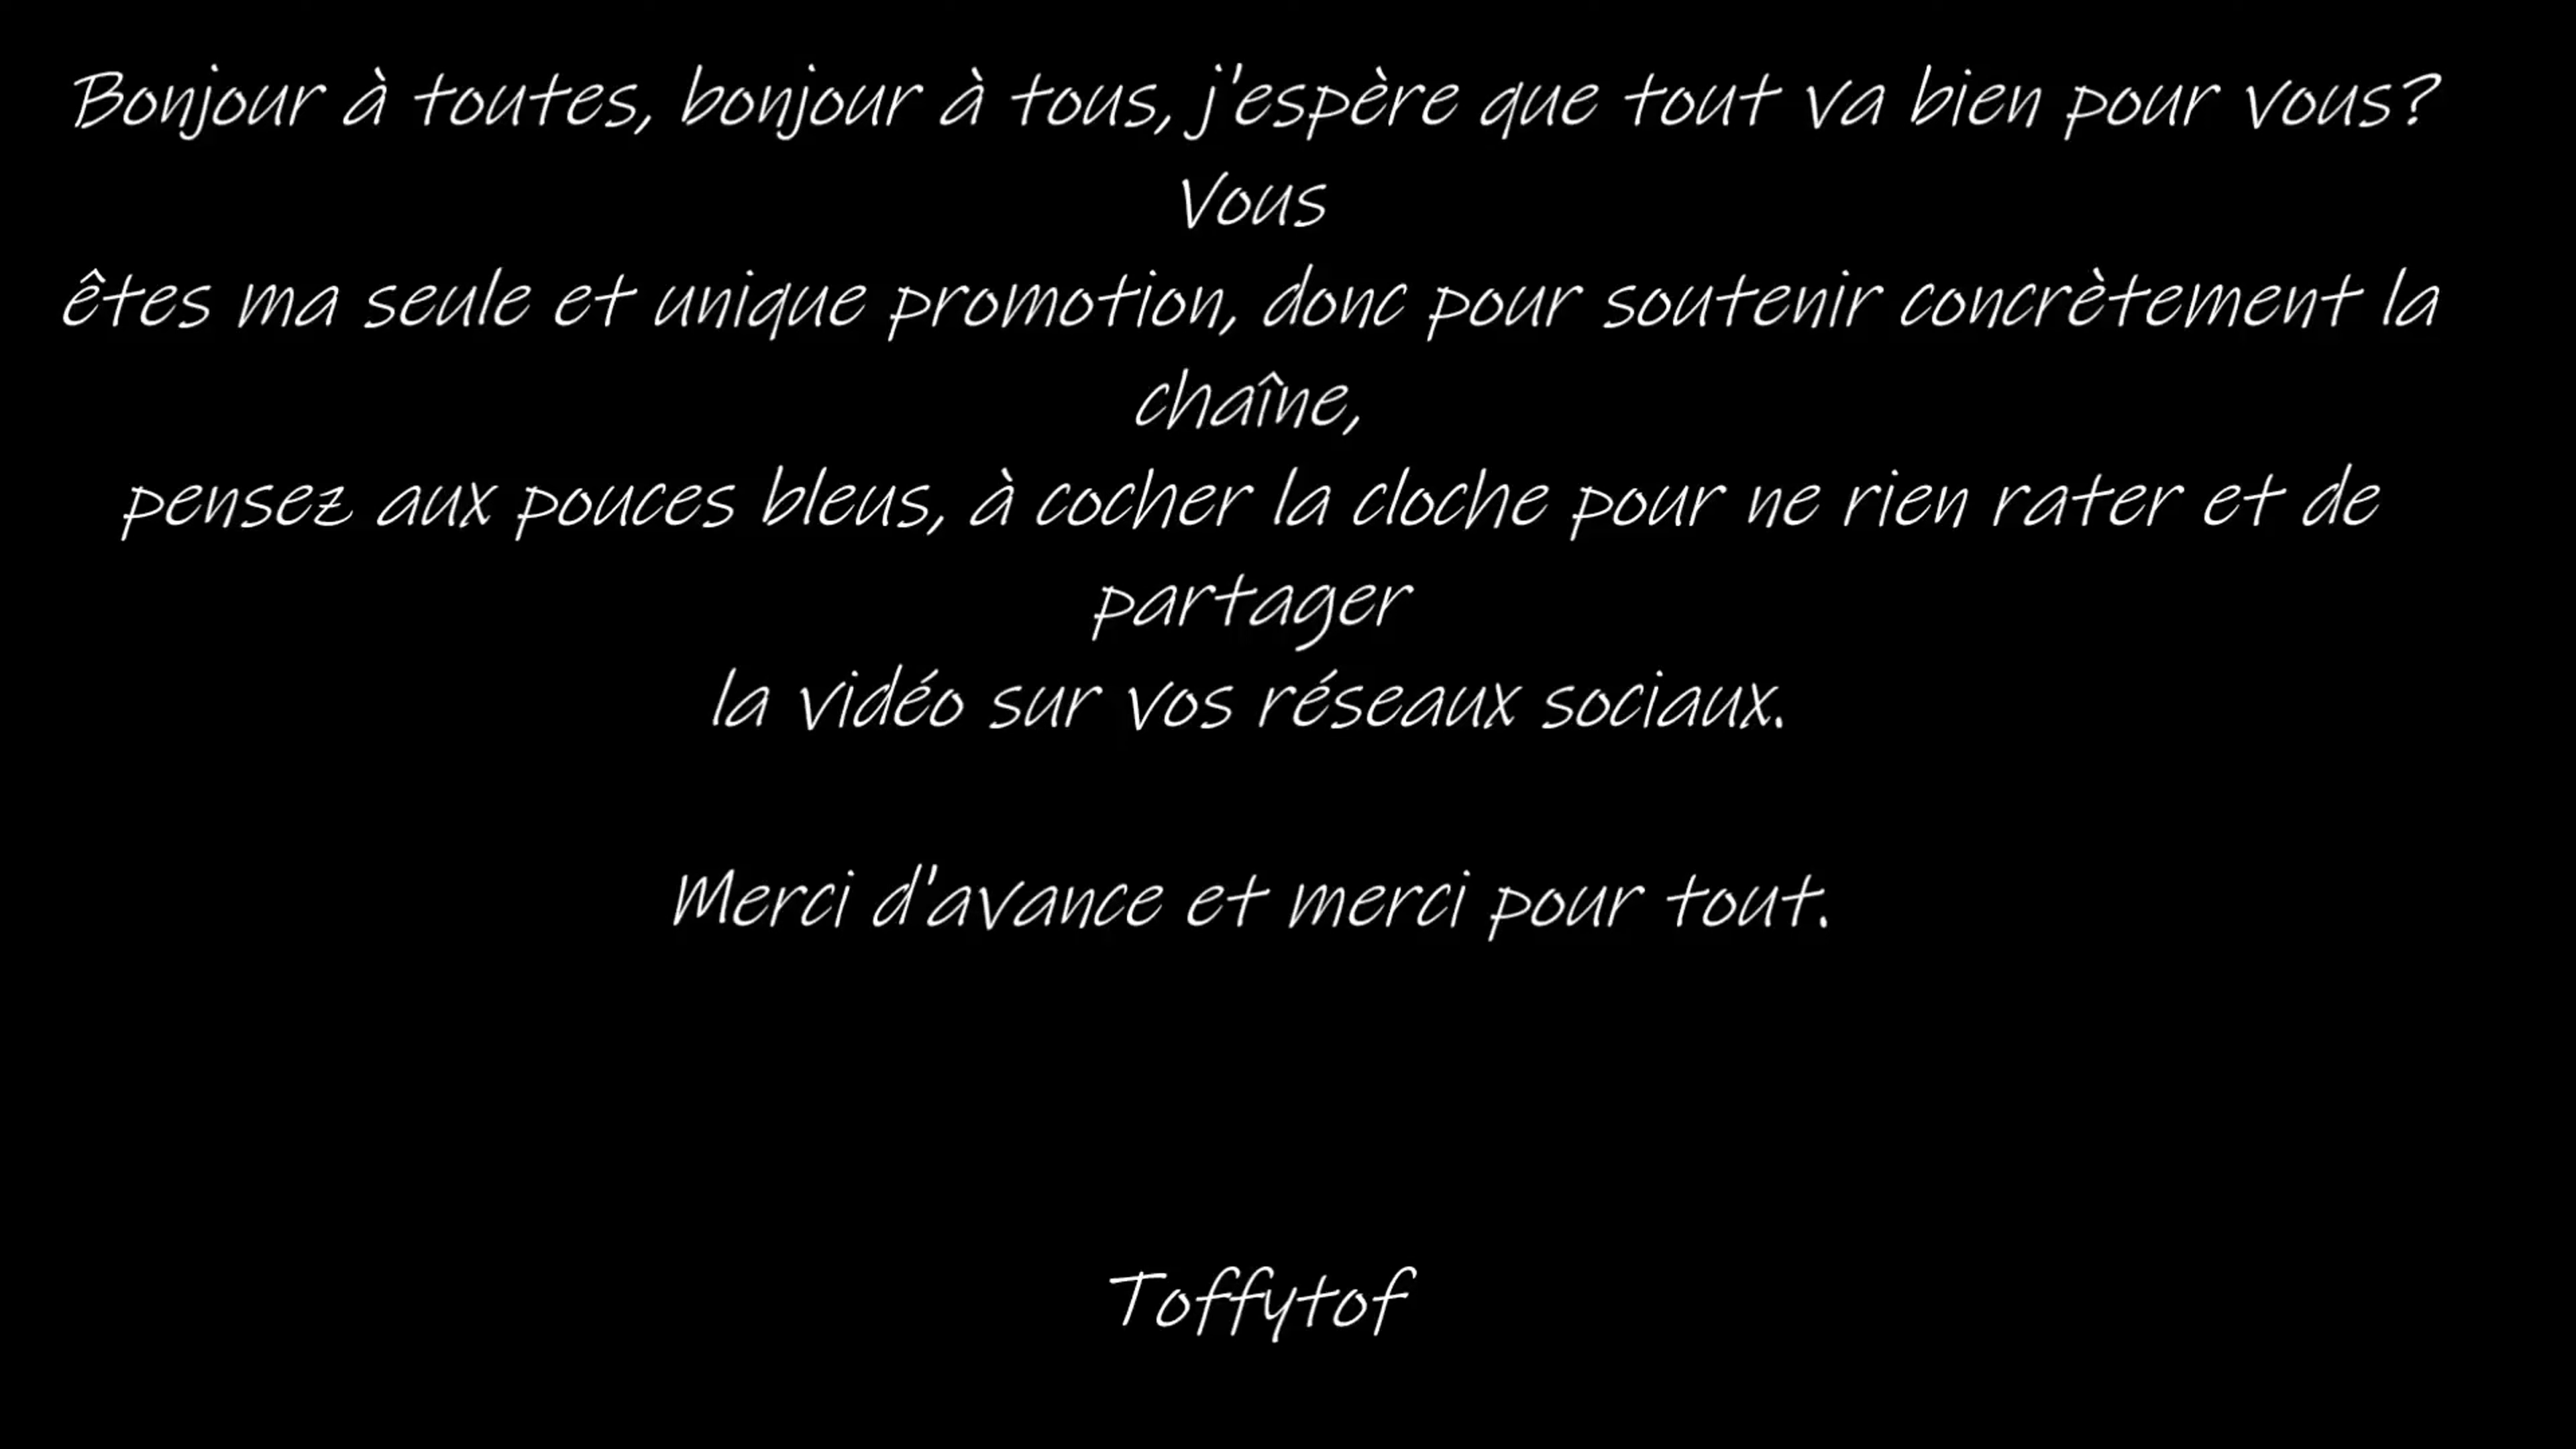 Bonjour à toutes, bonjour à tous, j'espère que tout va bien pour vous?
Vous
êtes ma seule et unique promotion, donc pour soutenir concrètement la
chaîne,
pensez aux pouces bleus, à cocher la cloche pour ne rien rater et de
partager
la vidéo sur vos réseaux sociaux.
Merci d'avance et merci pour tout.
Toffytof